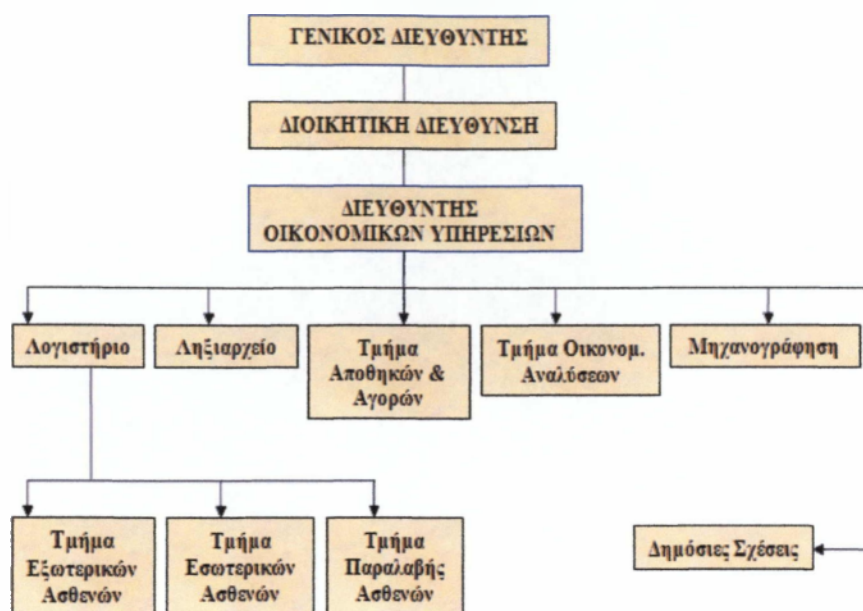 ΓΕΝΙΚΟΣ ΔΙΕΥΘΥΝΤΗΣ
ΔΙΟΙΚΗΤΙΚΗ ΔΙΕΥΘΥΝΣΗ
ΔΙΕΥΘΥΝΤΗΣ
ΟΙΚΟΝΟΜΙΚΩΝ ΥΠΗΡΕΣΙΩΝ
Λογιστήριο
Ληξιαρχείο
Τμήμα
Αποθηκών &
Αγορών
Τμήμα Οικονομ.
Αναλύσεων
Μηχανογράφηση
Τμήμα
Εξωτερικών
Ασθενών
Τμήμα
Εσωτερικών
Ασθενών
Τμήμα
Παραλαβής
Ασθενών
Δημόσιες Σχέσεις